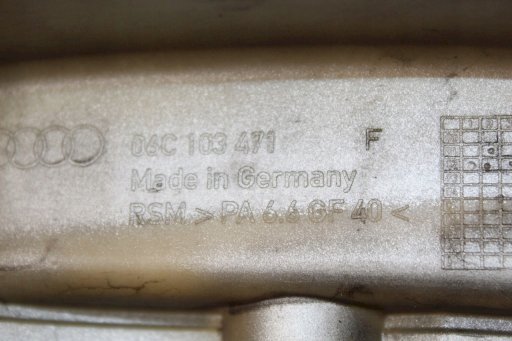 06C 103 471 F
Made in Germany
RSM > PA 6.6 GF 40 <